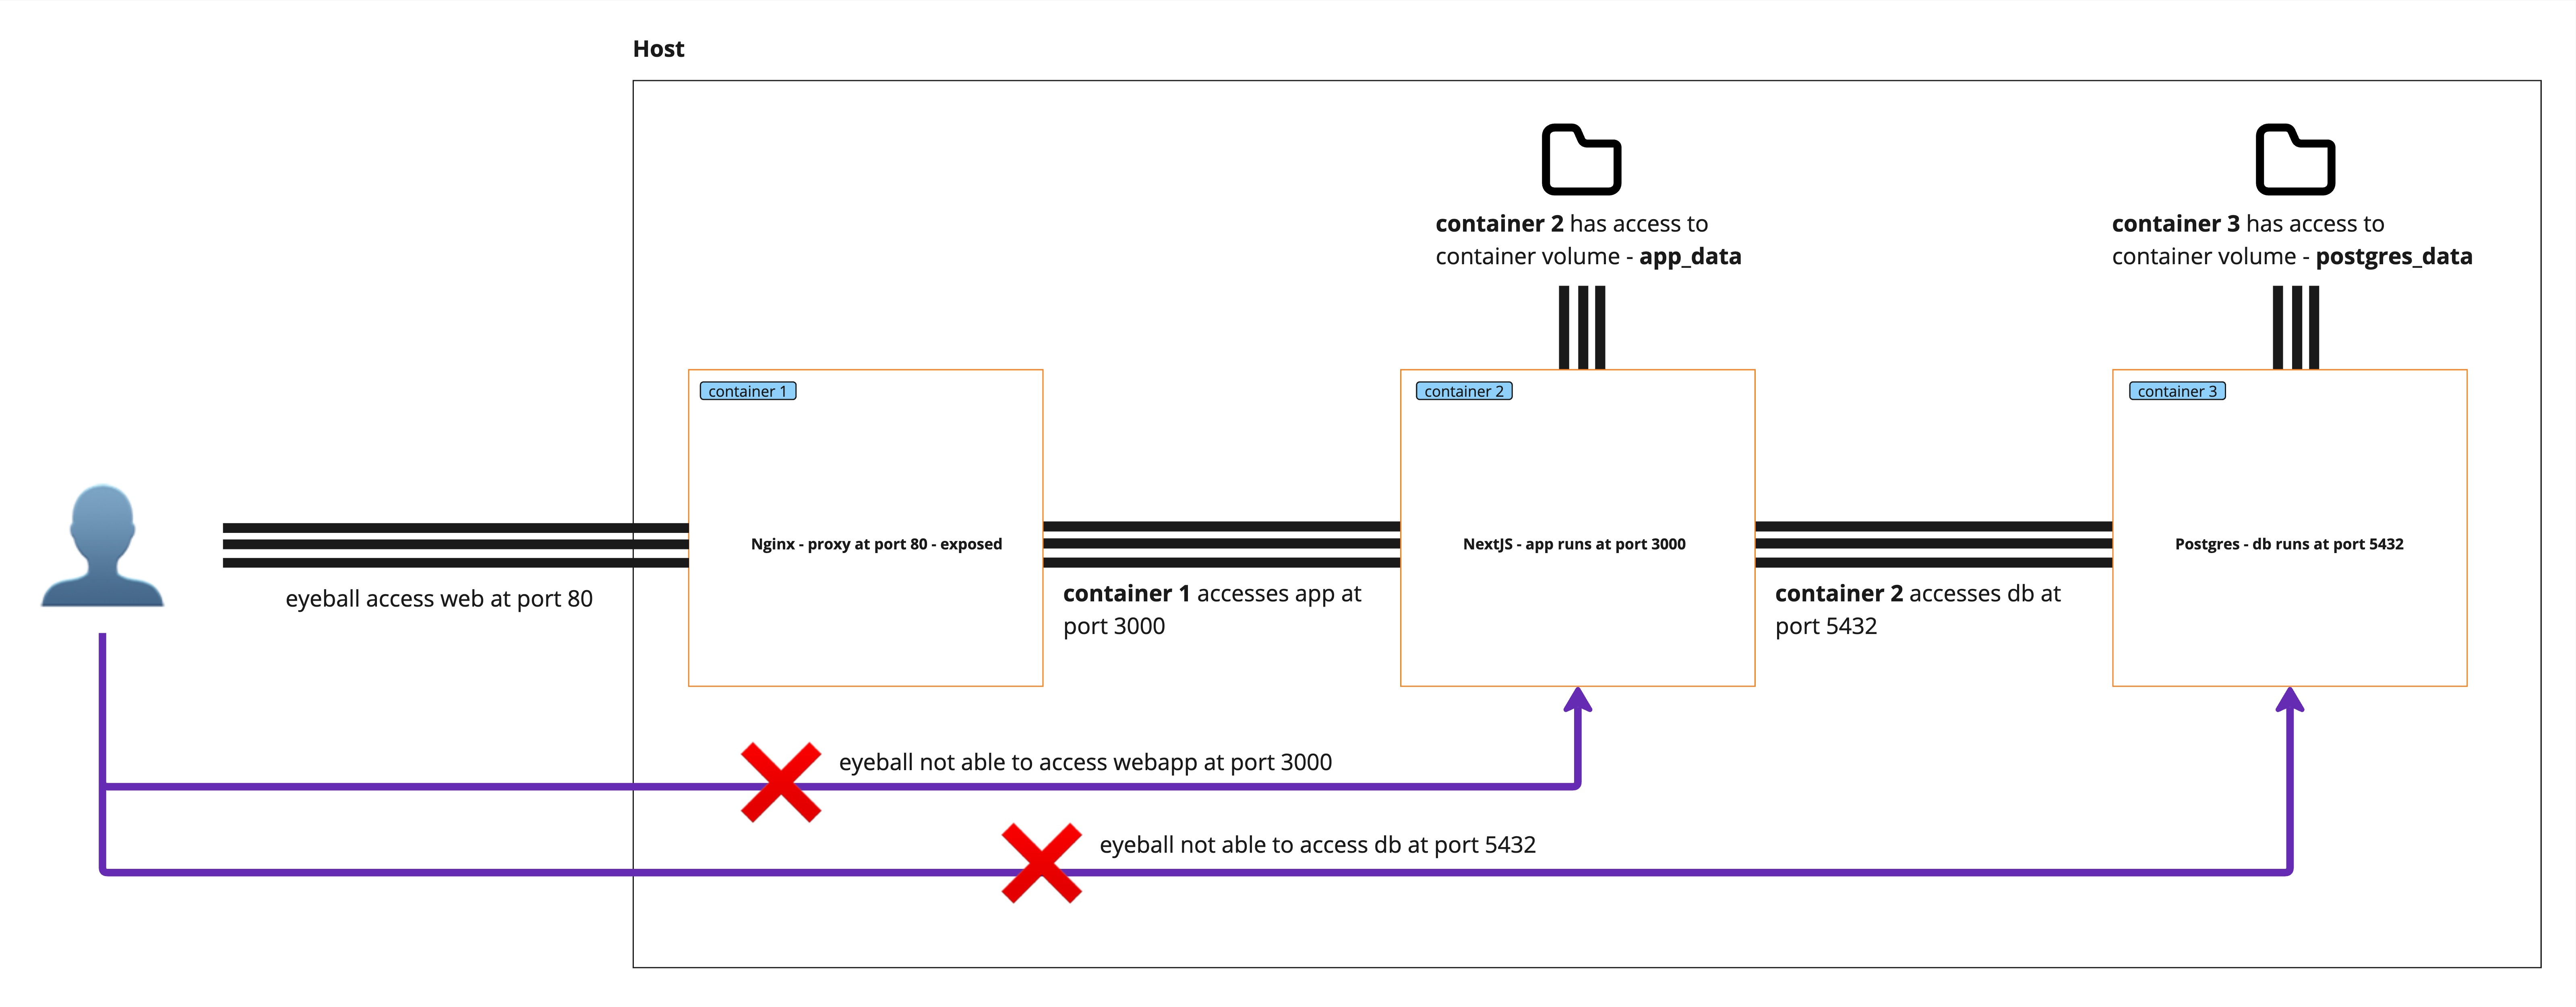 Host
container 2 has access to
container volume - app_data
container 3 has access to
container volume - postgres_data
container 1
container 2
container 3
Nginx - proxy at port 80 - exposed
NextJS - app runs at port 3000
Postgres - db runs at port 5432
eyeball access web at port 80
container 1 accesses app at
port 3000
container 2 accesses db at
port 5432
eyeball not able to access webapp at port 3000
eyeball not able to access db at port 5432